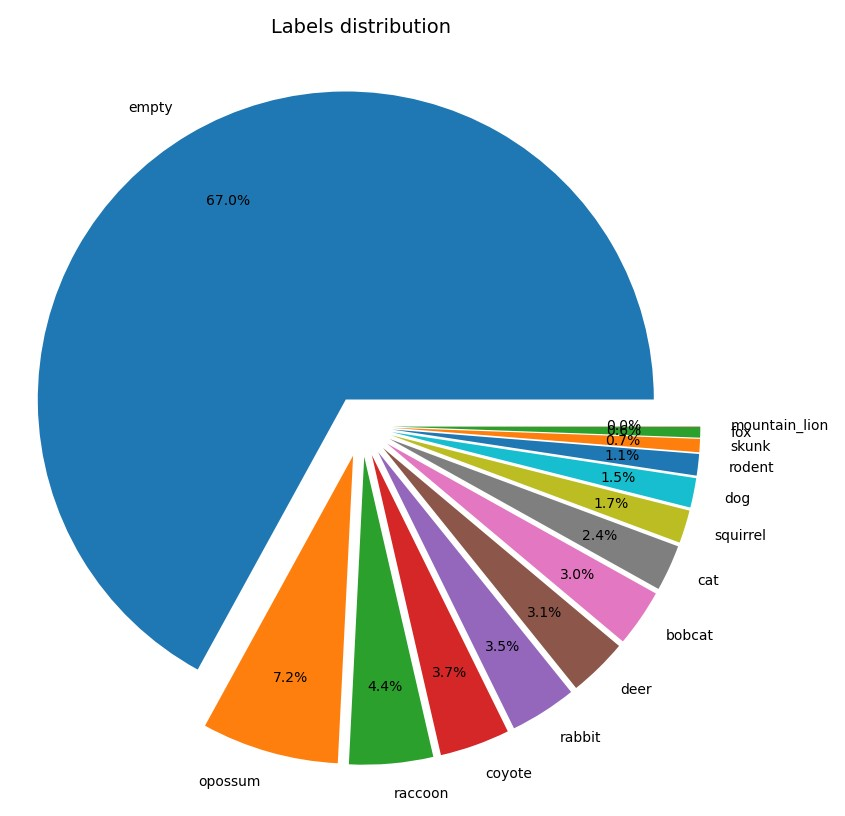 Labels distribution
empty
67.0%
mountain_lion
0.0%
fox
skunk
0.7%
rodent
1.1%
dog
1.5%
squirrel
1.7%
cat
2.4%
bobcat
3.0%
deer
3.1%
rabbit
3.5%
coyote
3.7%
raccoon
4.4%
opossum
7.2%